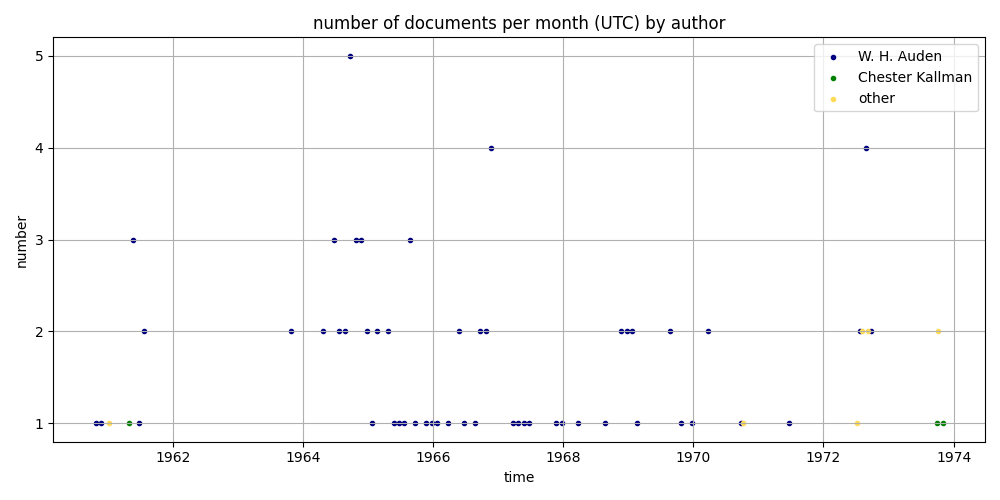 number of documents per month (UTC) by author
W. H. Auden
Chester Kallman
other
number
5
4
3
2
1
1962 1964 1966 1968 1970 1972 1974
time